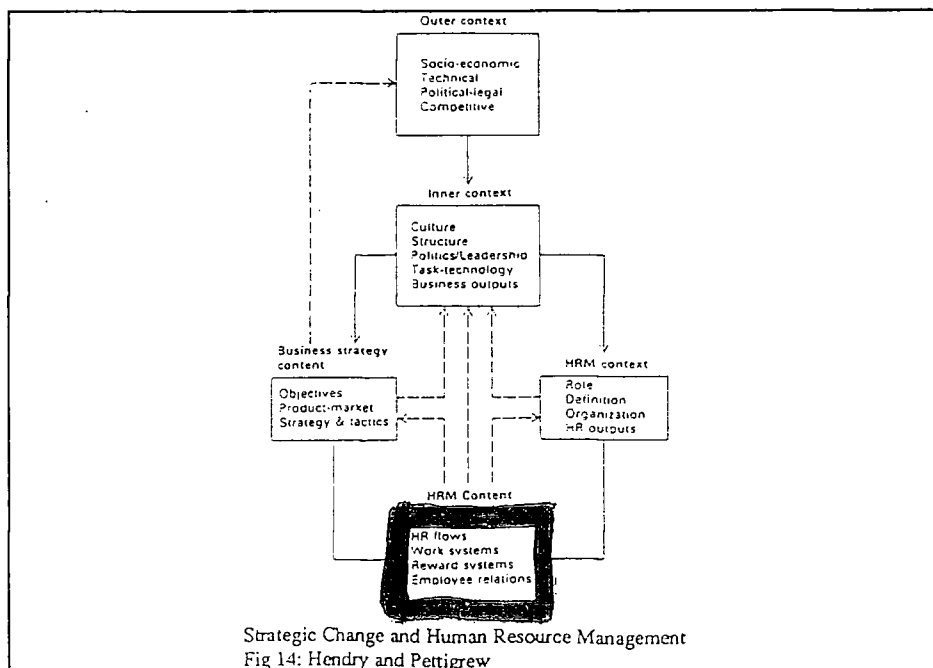 Outer context
Socio-economic
Technical
Political-legal
Competitive
Inner context
Culture
Structure
Politics/Leadership
Task-technology
Business outputs
Business strategy
content
Objectives
Product-market
Strategy & tactics
HRM context
Role
Definition
Organization
HR outputs
HRM Content
HR flows
Work systems
Reward systems
Employee relations
Strategic Change and Human Resource Management
Fig 14: Hendry and Pettigrew